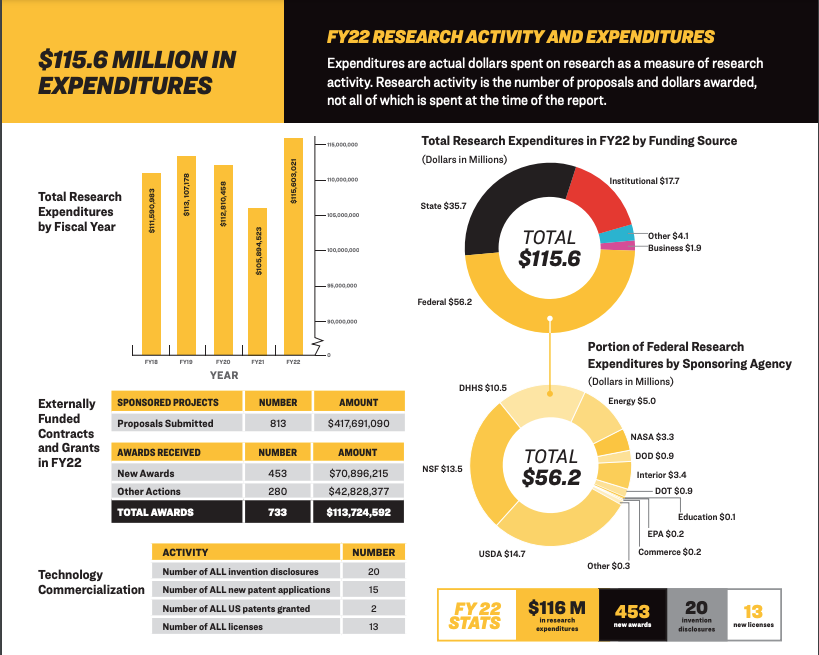 $115.6 MILLION IN
EXPENDITURES
FY22 RESEARCH ACTIVITY AND EXPENDITURES
Expenditures are actual dollars spent on research as a measure of research
activity. Research activity is the number of proposals and dollars awarded,
not all of which is spent at the time of the report.
Total Research
Expenditures
by Fiscal Year
$111,590,983
$113,107,178
$112,810,458
$105,894,523
$115,603,021
115,000,000
110,000,000
105,000,000
100,000,000
95,000,000
90,000,000
0
FY18 FY19 FY20 FY21 FY22
YEAR
Total Research Expenditures in FY22 by Funding Source
(Dollars in Millions)
Institutional $17.7
State $35.7
Other $4.1
Business $1.9
TOTAL
$115.6
Federal $56.2
Portion of Federal Research
Expenditures by Sponsoring Agency
(Dollars in Millions)
DHHS $10.5
Energy $5.0
NASA $3.3
DOD $0.9
Interior $3.4
DOT $0.9
Education $0.1
EPA $0.2
Commerce $0.2
Other $0.3
USDA $14.7
NSF $13.5
TOTAL
$56.2
Externally
Funded
Contracts
and Grants
in FY22
SPONSORED PROJECTS NUMBER AMOUNT
Proposals Submitted 813 $417,691,090
AWARDS RECEIVED NUMBER AMOUNT
New Awards 453 $70,896,215
Other Actions 280 $42,828,377
TOTAL AWARDS 733 $113,724,592
Technology
Commercialization
ACTIVITY NUMBER
Number of ALL invention disclosures 20
Number of ALL new patent applications 15
Number of ALL US patents granted 2
Number of ALL licenses 13
FY 22
STATS
$116 M
in research
expenditures
453
new awards
20
invention
disclosures
13
new licenses